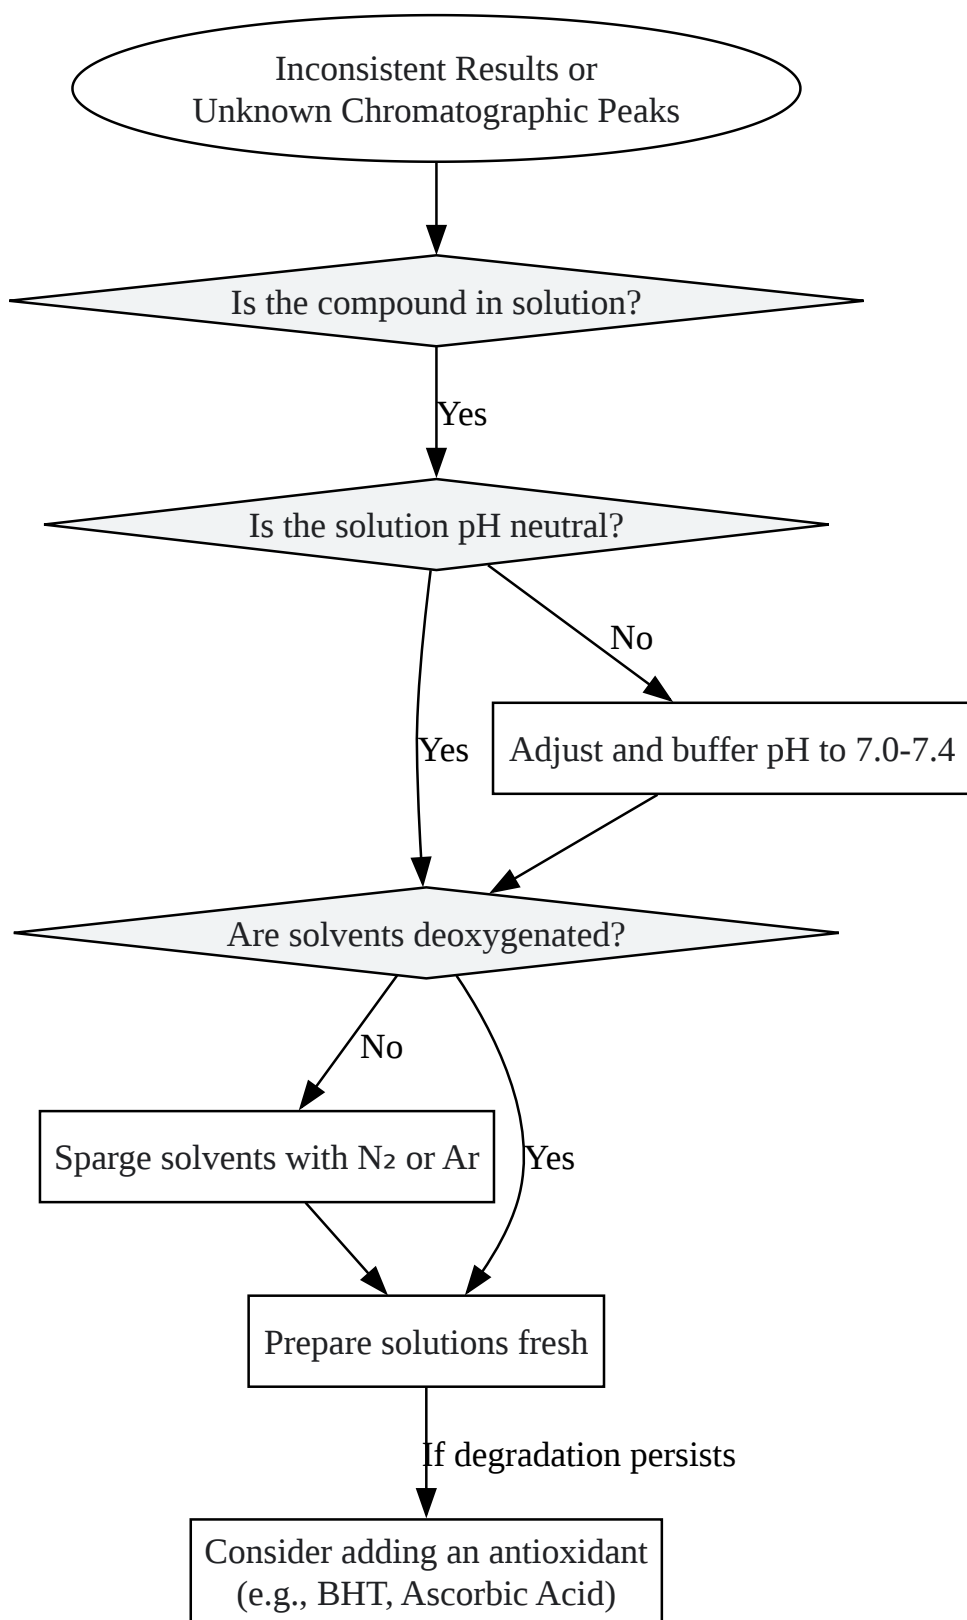 Inconsistent Results or
Unknown Chromatographic Peaks
Is the compound in solution?
Yes
Is the solution pH neutral?
No
Yes
Adjust and buffer pH to 7.0-7.4
Are solvents deoxygenated?
No
Sparge solvents with N₂ or Ar
Yes
Prepare solutions fresh
If degradation persists
Consider adding an antioxidant
(e.g., BHT, Ascorbic Acid)